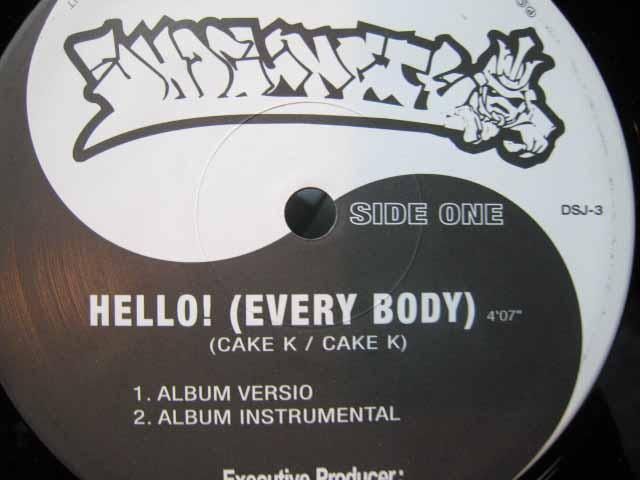 SIDE ONE
DSJ-3
HELLO! (EVERY BODY) 4'07"
(CAKE K / CAKE K)
1. ALBUM VERSIO
2. ALBUM INSTRUMENTAL
Executive Producer: